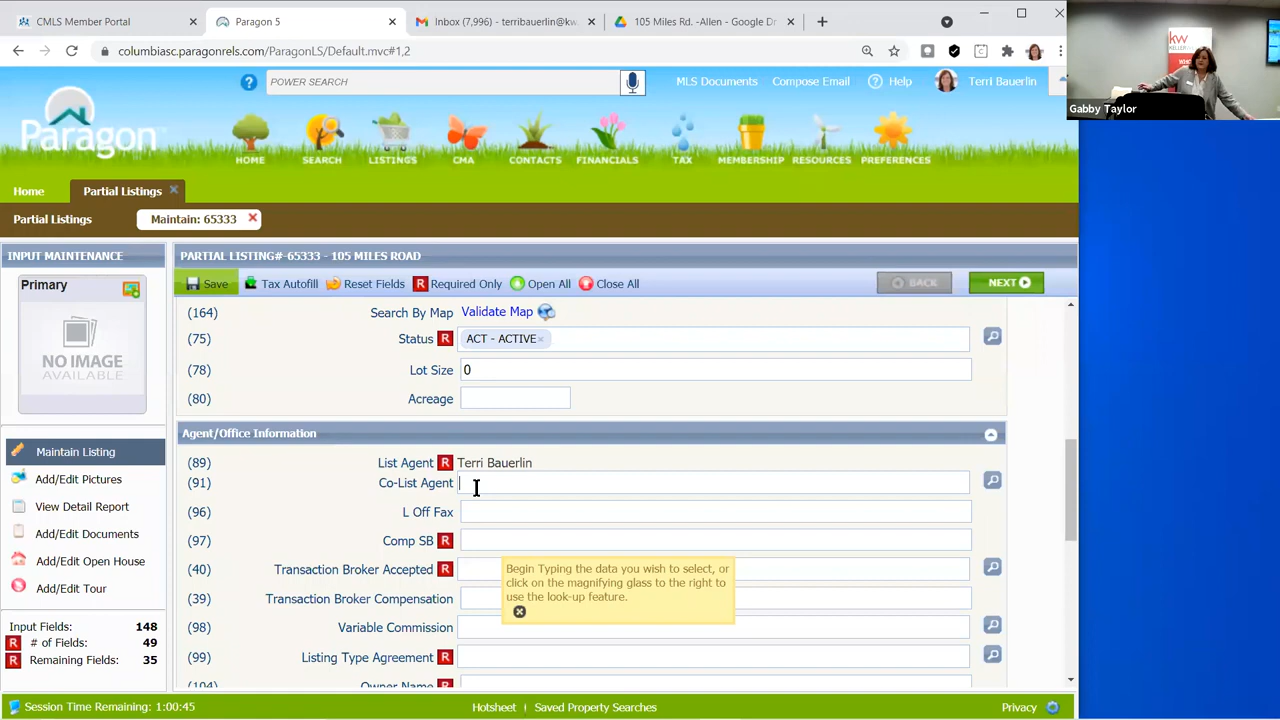 CMLS Member Portal
Paragon 5
Inbox (7,996) - terribauerlin@kw.
105 Miles Rd. -Allen - Google Dr
columbiasc.paragonrels.com/ParagonLS/Default.mvc#1,2
POWER SEARCH
MLS Documents
Compose Email
Help
Terri Bauerlin
Paragon
HOME
SEARCH
LISTINGS
CMA
CONTACTS
FINANCIALS
TAX
MEMBERSHIP
RESOURCES
PREFERENCES
kw
Gabby Taylor
Home
Partial Listings
Partial Listings
Maintain: 65333
INPUT MAINTENANCE
PARTIAL LISTING# -65333 - 105 MILES ROAD
Save
Tax Autofill
Reset Fields
R Required Only
Open All
Close All
BACK
NEXT
Primary
NO IMAGE
AVAILABLE
Maintain Listing
Add/Edit Pictures
View Detail Report
Add/Edit Documents
Add/Edit Open House
Add/Edit Tour
Input Fields: 148
R # of Fields: 49
R Remaining Fields: 35
(164) Search By Map Validate Map
(75) Status R ACT - ACTIVE ×
(78) Lot Size 0
(80) Acreage
Agent/Office Information
(89) List Agent R Terri Bauerlin
(91) Co-List Agent
(96) L Off Fax
(97) Comp SB R
(40) Transaction Broker Accepted R
(39) Transaction Broker Compensation
(98) Variable Commission
(99) Listing Type Agreement R
(104) Owner Name R
Begin Typing the data you wish to select, or
click on the magnifying glass to the right to
use the look-up feature.
Session Time Remaining: 1:00:45
Hotsheet
Saved Property Searches
Privacy